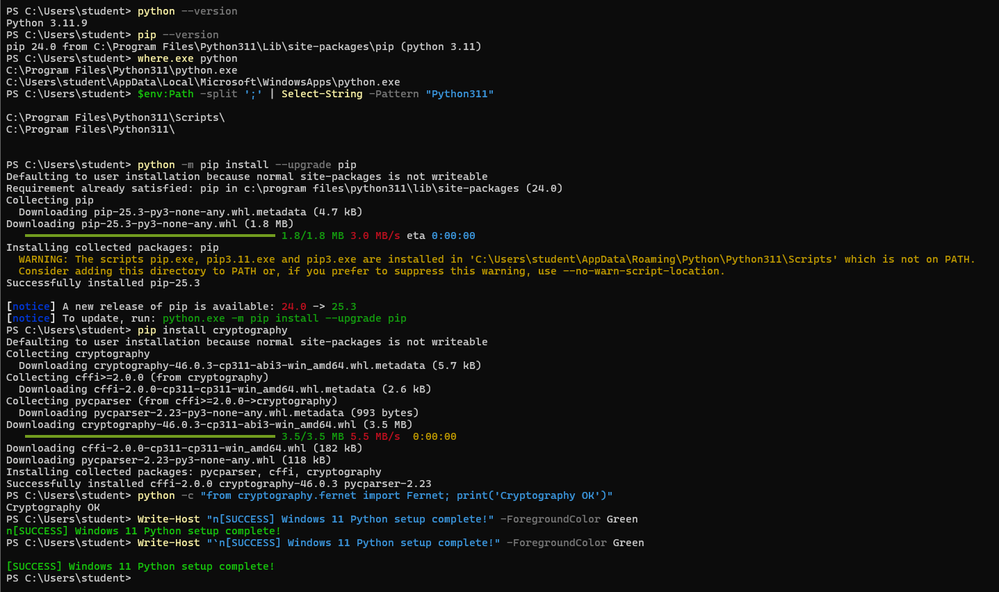 PS C:\Users\student> python --version
Python 3.11.9
PS C:\Users\student> pip --version
pip 24.0 from C:\Program Files\Python311\Lib\site-packages\pip (python 3.11)
PS C:\Users\student> where.exe python
C:\Program Files\Python311\python.exe
C:\Users\student\AppData\Local\Microsoft\WindowsApps\python.exe
PS C:\Users\student> $env:Path -split ';' | Select-String -Pattern "Python311"
C:\Program Files\Python311\Scripts\
C:\Program Files\Python311\
PS C:\Users\student> python -m pip install --upgrade pip
Defaulting to user installation because normal site-packages is not writeable
Requirement already satisfied: pip in c:\program files\python311\lib\site-packages (24.0)
Collecting pip
  Downloading pip-25.3-py3-none-any.whl.metadata (4.7 kB)
Downloading pip-25.3-py3-none-any.whl (1.8 MB)
1.8/1.8 MB 3.0 MB/s eta 0:00:00
Installing collected packages: pip
  WARNING: The scripts pip.exe, pip3.11.exe and pip3.exe are installed in 'C:\Users\student\AppData\Roaming\Python\Python311\Scripts' which is not on PATH.
  Consider adding this directory to PATH or, if you prefer to suppress this warning, use --no-warn-script-location.
Successfully installed pip-25.3
[notice] A new release of pip is available: 24.0 -> 25.3
[notice] To update, run: python.exe -m pip install --upgrade pip
PS C:\Users\student> pip install cryptography
Defaulting to user installation because normal site-packages is not writeable
Collecting cryptography
  Downloading cryptography-46.0.3-cp311-abi3-win_amd64.whl.metadata (5.7 kB)
Collecting cffi>=2.0.0 (from cryptography)
  Downloading cffi-2.0.0-cp311-cp311-win_amd64.whl.metadata (2.6 kB)
Collecting pycparser (from cffi>=2.0.0->cryptography)
  Downloading pycparser-2.23-py3-none-any.whl.metadata (993 bytes)
Downloading cryptography-46.0.3-cp311-abi3-win_amd64.whl (3.5 MB)
3.5/3.5 MB 5.5 MB/s  0:00:00
Downloading cffi-2.0.0-cp311-cp311-win_amd64.whl (182 kB)
Downloading pycparser-2.23-py3-none-any.whl (118 kB)
Installing collected packages: pycparser, cffi, cryptography
Successfully installed cffi-2.0.0 cryptography-46.0.3 pycparser-2.23
PS C:\Users\student> python -c "from cryptography.fernet import Fernet; print('Cryptography OK')"
Cryptography OK
PS C:\Users\student> Write-Host "n[SUCCESS] Windows 11 Python setup complete!" -ForegroundColor Green
n[SUCCESS] Windows 11 Python setup complete!
PS C:\Users\student> Write-Host "`n[SUCCESS] Windows 11 Python setup complete!" -ForegroundColor Green
[SUCCESS] Windows 11 Python setup complete!
PS C:\Users\student>